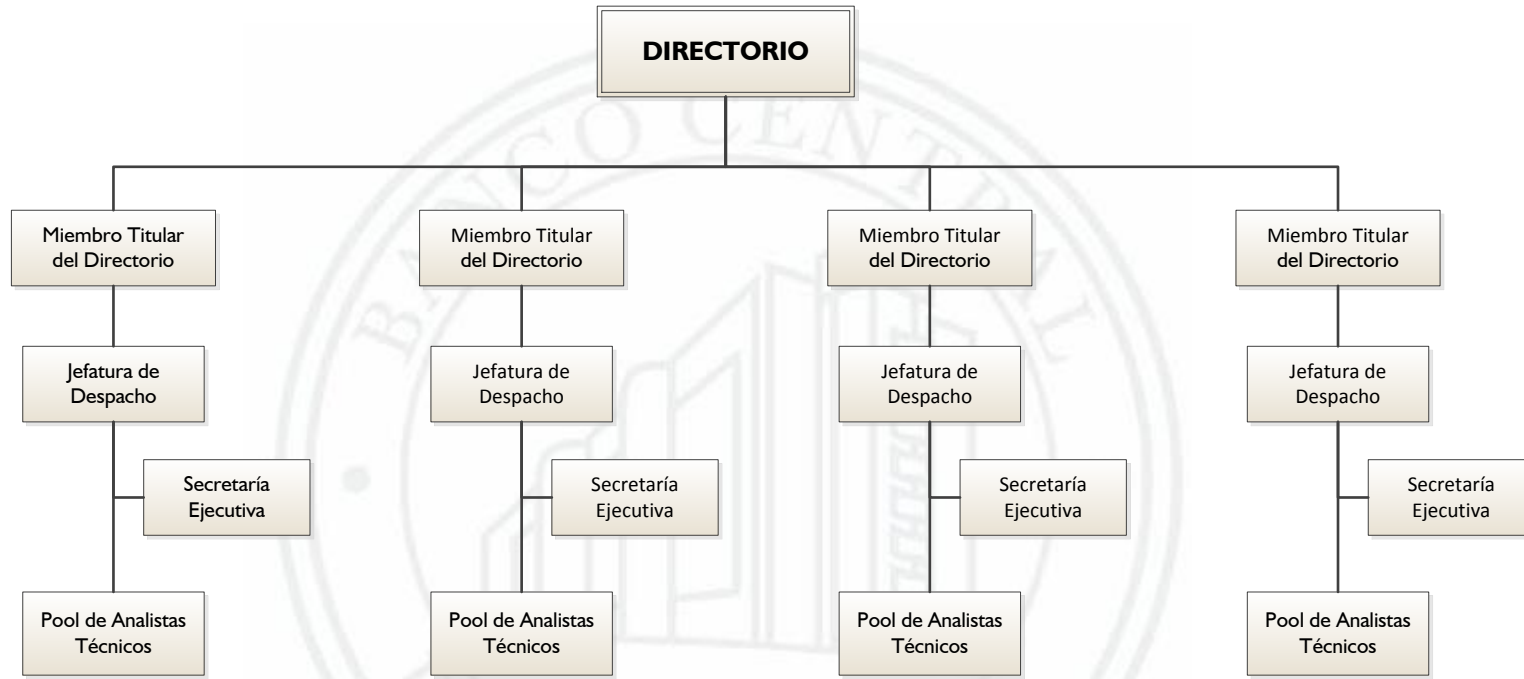 DIRECTORIO
BANCO CENTRAL
Miembro Titular
del Directorio
Miembro Titular
del Directorio
Miembro Titular
del Directorio
Miembro Titular
del Directorio
Jefatura de
Despacho
Jefatura de
Despacho
Jefatura de
Despacho
Jefatura de
Despacho
Secretaría
Ejecutiva
Secretaría
Ejecutiva
Secretaría
Ejecutiva
Secretaría
Ejecutiva
Pool de Analistas
Técnicos
Pool de Analistas
Técnicos
Pool de Analistas
Técnicos
Pool de Analistas
Técnicos